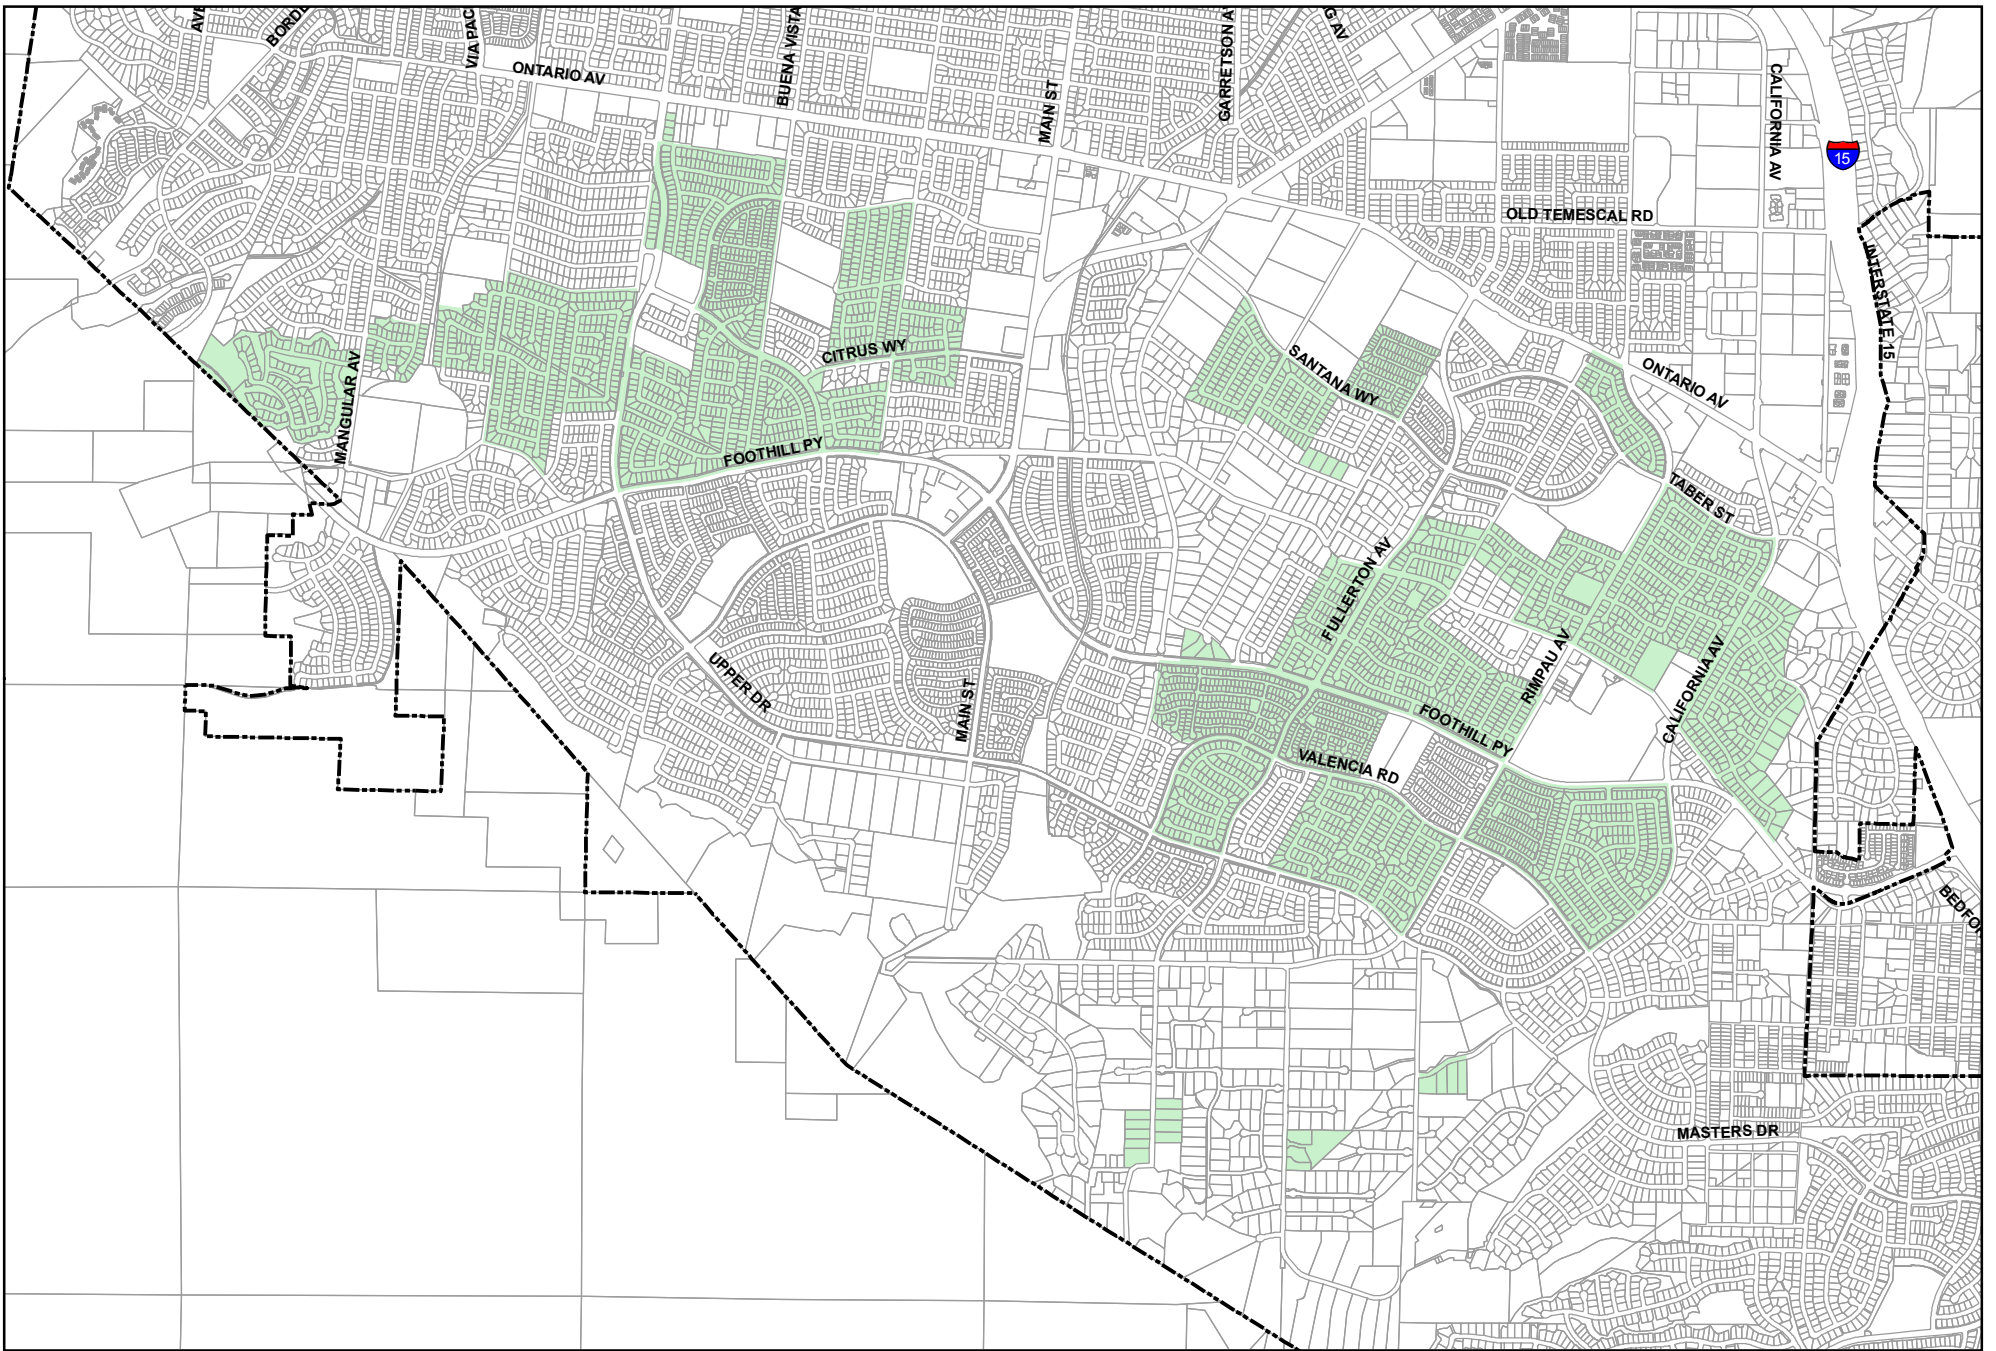 ONTARIO AV
BUENA VISTA
MAIN ST
CALIFORNIA AV
15
OLD TEMESCAL RD
INTERSTATE 15
CITRUS WY
SANTANA WY
ONTARIO AV
MANGULAR AV
FOOTHILL PY
TABER ST
FULLERTON AV
RIMPAU AV
CALIFORNIA AV
UPPER DR
MAIN ST
FOOTHILL PY
VALENCIA RD
MASTERS DR